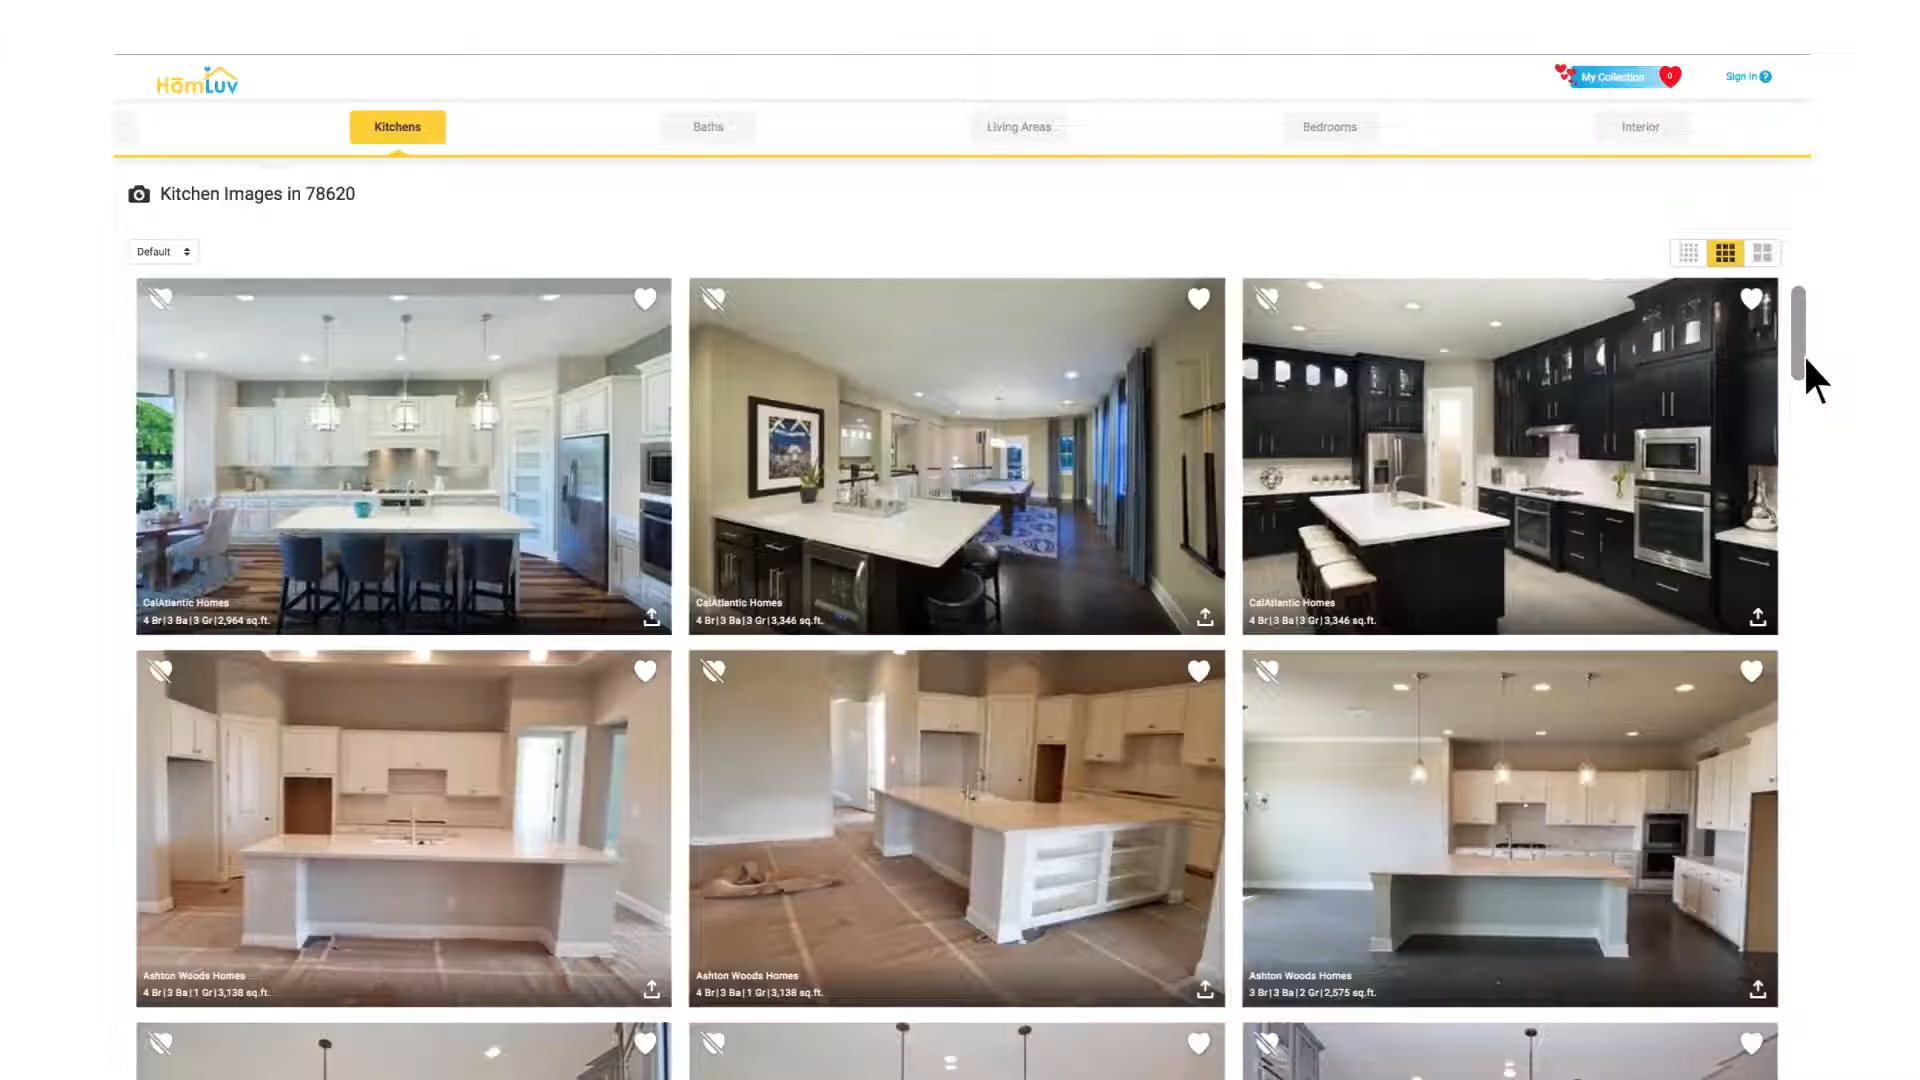 HōmLuv
My Collection
0
Sign in ?
Kitchens
Baths
Living Areas
Bedrooms
Interior
Kitchen Images in 78620
Default
CalAtlantic Homes
4 Br|3 Ba|3 Gr|2,964 sq.ft.
CalAtlantic Homes
4 Br|3 Ba|3 Gr|3,346 sq.ft.
CalAtlantic Homes
4 Br|3 Ba|3 Gr|3,346 sq.ft.
Ashton Woods Homes
4 Br|3 Ba|1 Gr|3,138 sq.ft.
Ashton Woods Homes
4 Br|3 Ba|1 Gr|3,138 sq.ft.
Ashton Woods Homes
3 Br|3 Ba|2 Gr|2,575 sq.ft.